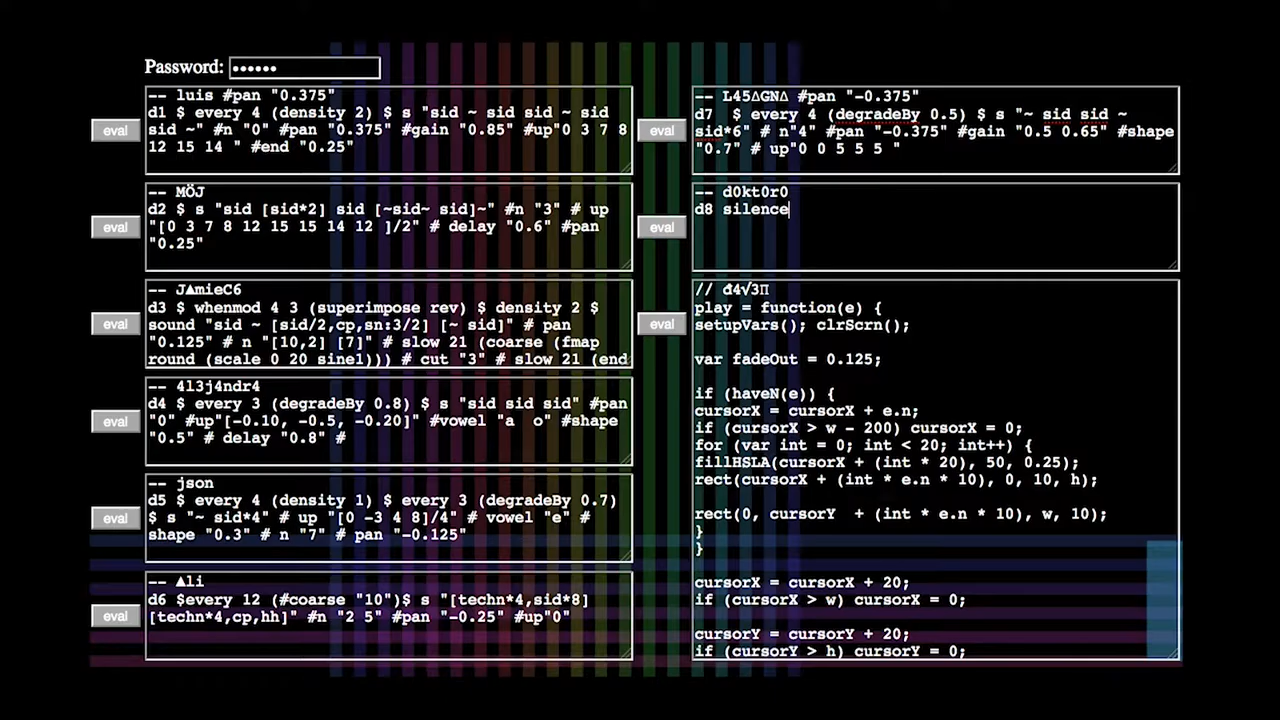 Password: ••••••
eval
-- luis #pan "0.375"
d1 $ every 4 (density 2) $ s "sid ~ sid sid ~ sid
sid ~" #n "0" #pan "0.375" #gain "0.85" #up"0 3 7 8
12 15 14 " #end "0.25"
eval
-- MÖJ
d2 $ s "sid [sid*2] sid [~sid~ sid]~" #n "3" # up
"[0 3 7 8 12 15 15 14 12 ]/2" # delay "0.6" #pan
"0.25"
eval
-- J▲mieC6
d3 $ whenmod 4 3 (superimpose rev) $ density 2 $
sound "sid ~ [sid/2,cp,sn:3/2] [~ sid]" # pan
"0.125" # n "[10,2] [7]" # slow 21 (coarse (fmap
round (scale 0 20 sine1))) # cut "3" # slow 21 (end
eval
-- 4l3j4ndr4
d4 $ every 3 (degradeBy 0.8) $ s "sid sid sid" #pan
"0" #up"[-0.10, -0.5, -0.20]" #vowel "a  o" #shape
"0.5" # delay "0.8" #
eval
-- json
d5 $ every 4 (density 1) $ every 3 (degradeBy 0.7)
$ s "~ sid*4" # up "[0 -3 4 8]/4" # vowel "e" #
shape "0.3" # n "7" # pan "-0.125"
eval
-- ▲li
d6 $every 12 (#coarse "10")$ s "[techn*4,sid*8]
[techn*4,cp,hh]" #n "2 5" #pan "-0.25" #up"0"
eval
-- L45∆GN∆ #pan "-0.375"
d7  $ every 4 (degradeBy 0.5) $ s "~ sid sid ~
sid*6" # n"4" #pan "-0.375" #gain "0.5 0.65" #shape
"0.7" # up"0 0 5 5 5 "
eval
-- d0kt0r0
d8 silence
eval
// đ4√3Π
play = function(e) {
setupVars(); clrScrn();
var fadeOut = 0.125;
if (haveN(e)) {
cursorX = cursorX + e.n;
if (cursorX > w - 200) cursorX = 0;
for (var int = 0; int < 20; int++) {
fillHSLA(cursorX + (int * 20), 50, 0.25);
rect(cursorX + (int * e.n * 10), 0, 10, h);
rect(0, cursorY  + (int * e.n * 10), w, 10);
}
}
cursorX = cursorX + 20;
if (cursorX > w) cursorX = 0;
cursorY = cursorY + 20;
if (cursorY > h) cursorY = 0;